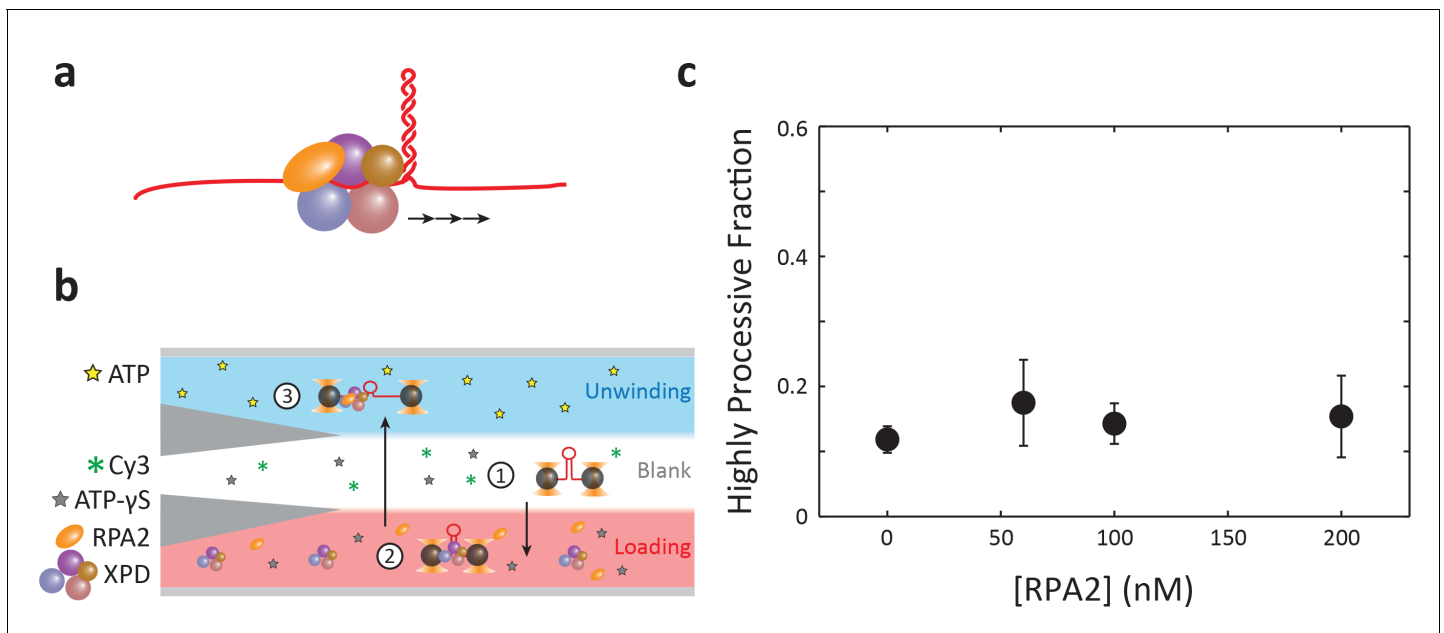 a
b
ATP
Cy3
ATP-γS
RPA2
XPD
3
Unwinding
1
Blank
2
Loading
c
Highly Processive Fraction
0.6
0.4
0.2
0
0
50
100
150
200
[RPA2] (nM)